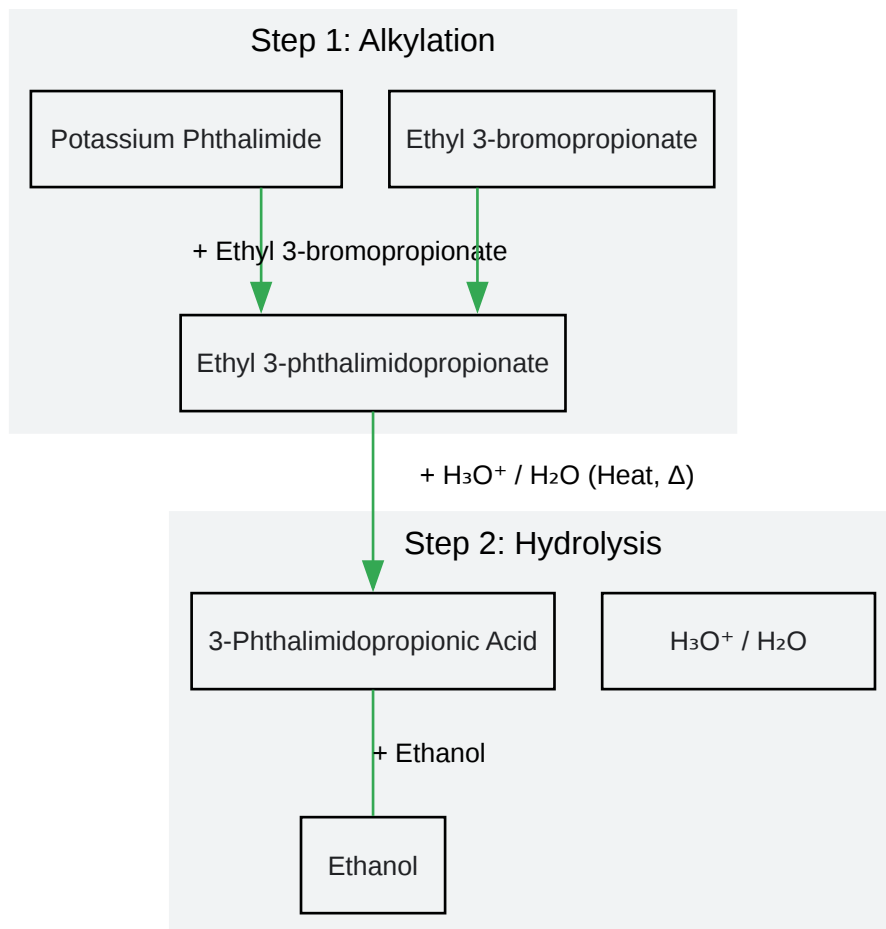 Step 1: Alkylation
Potassium Phthalimide
Ethyl 3-bromopropionate
+ Ethyl 3-bromopropionate
Ethyl 3-phthalimidopropionate
+ H₃O⁺ / H₂O (Heat, Δ)
Step 2: Hydrolysis
3-Phthalimidopropionic Acid
H₃O⁺ / H₂O
+ Ethanol
Ethanol